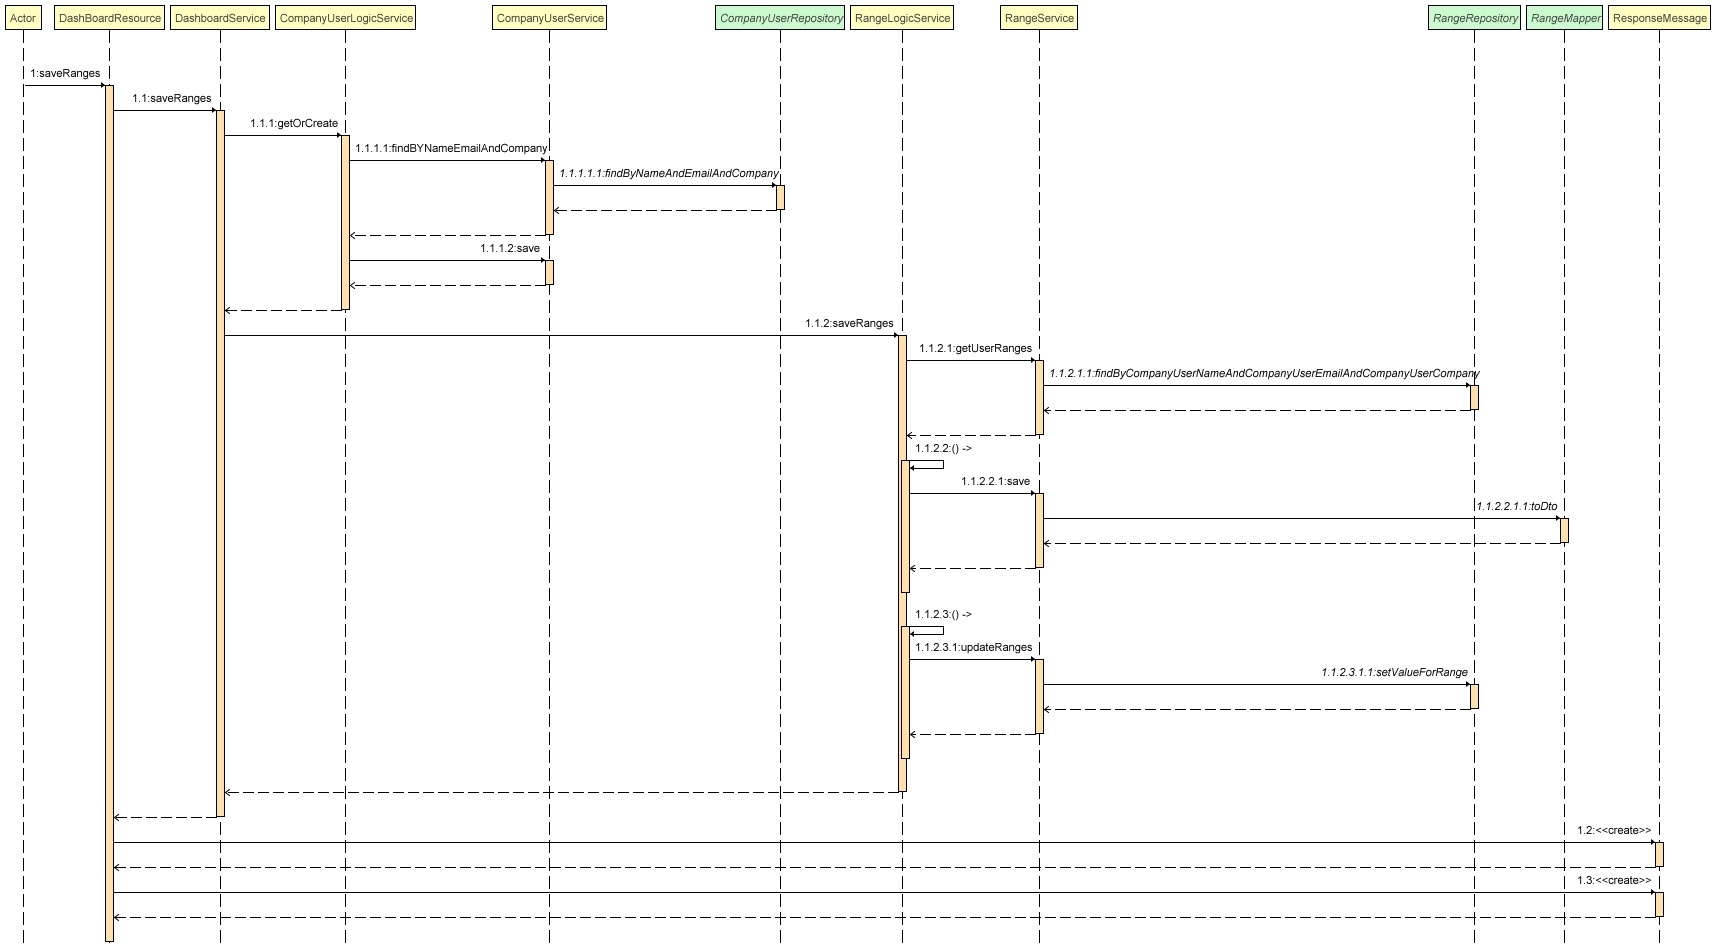 Actor
DashBoardResource
DashboardService
CompanyUserLogicService
CompanyUserService
CompanyUserRepository
RangeLogicService
RangeService
RangeRepository
RangeMapper
ResponseMessage
1:saveRanges
1.1:saveRanges
1.1.1:getOrCreate
1.1.1.1:findBYNameEmailAndCompany
1.1.1.1.1:findByNameAndEmailAndCompany
1.1.1.2:save
1.1.2:saveRanges
1.1.2.1:getUserRanges
1.1.2.1.1:findByCompanyUserNameAndCompanyUserEmailAndCompanyUserCompany
1.1.2.2:() ->
1.1.2.2.1:save
1.1.2.2.1.1:toDto
1.1.2.3:() ->
1.1.2.3.1:updateRanges
1.1.2.3.1.1:setValueForRange
1.2:<<create>>
1.3:<<create>>